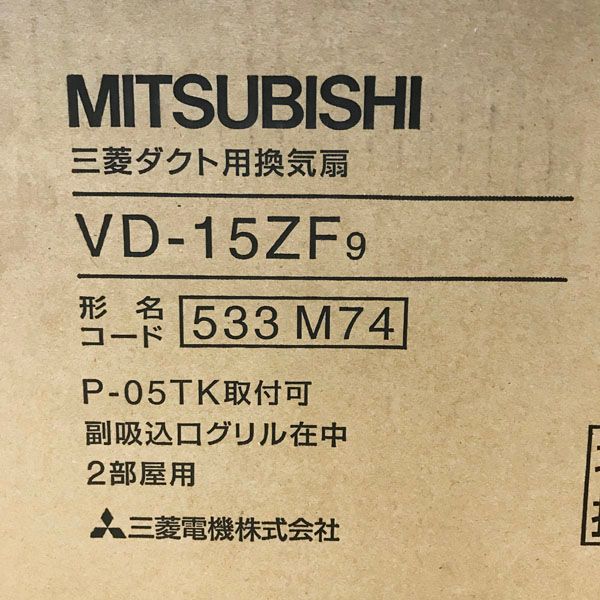 MITSUBISHI
三菱ダクト用換気扇
VD-15ZF9
形名
コード 533 M74
P-05TK取付可
副吸込口グリル在中
2部屋用
三菱電機株式会社